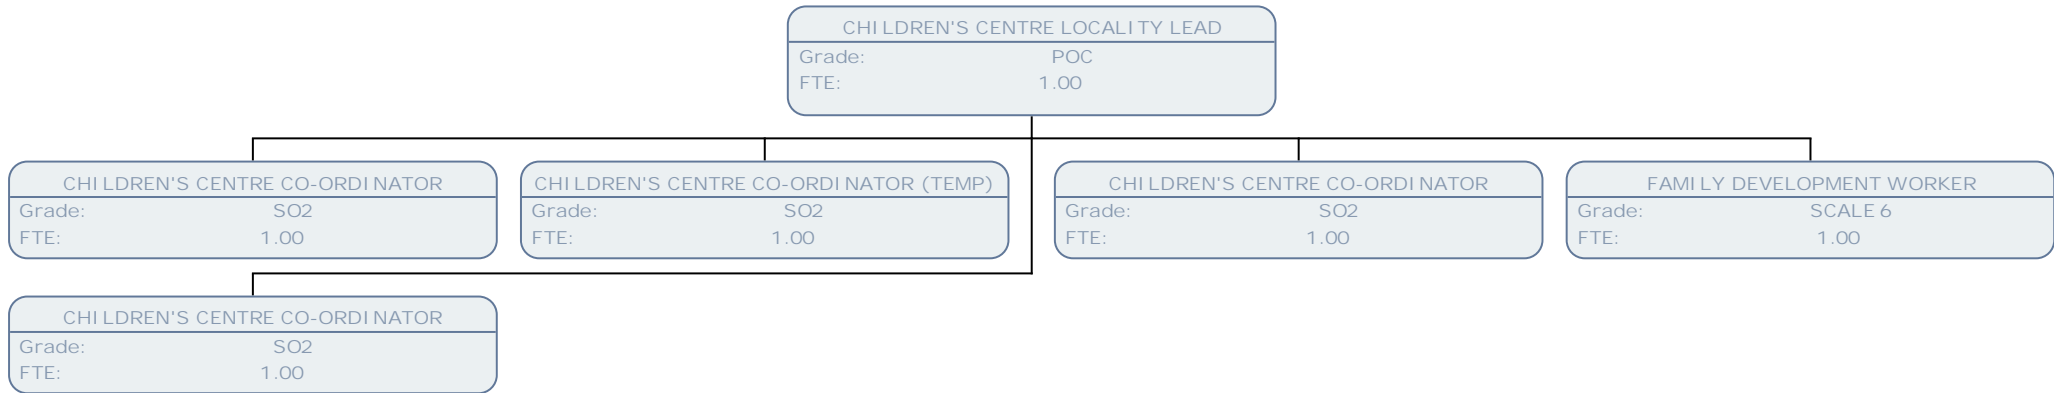 CHILDREN'S CENTRE LOCALITY LEAD
Grade: POC
FTE: 1.00
CHILDREN'S CENTRE CO-ORDINATOR
Grade: SO2
FTE: 1.00
CHILDREN'S CENTRE CO-ORDINATOR (TEMP)
Grade: SO2
FTE: 1.00
CHILDREN'S CENTRE CO-ORDINATOR
Grade: SO2
FTE: 1.00
FAMILY DEVELOPMENT WORKER
Grade: SCALE 6
FTE: 1.00
CHILDREN'S CENTRE CO-ORDINATOR
Grade: SO2
FTE: 1.00